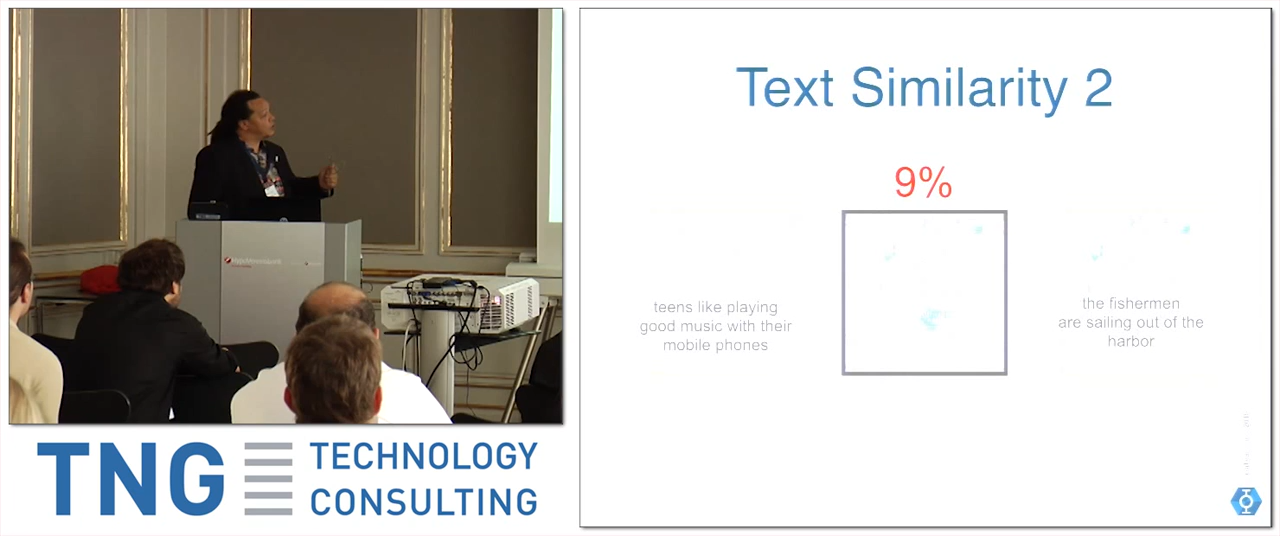 Text Similarity 2
9%
teens like playing
good music with their
mobile phones
the fishermen
are sailing out of the
harbor
TNG TECHNOLOGY
CONSULTING